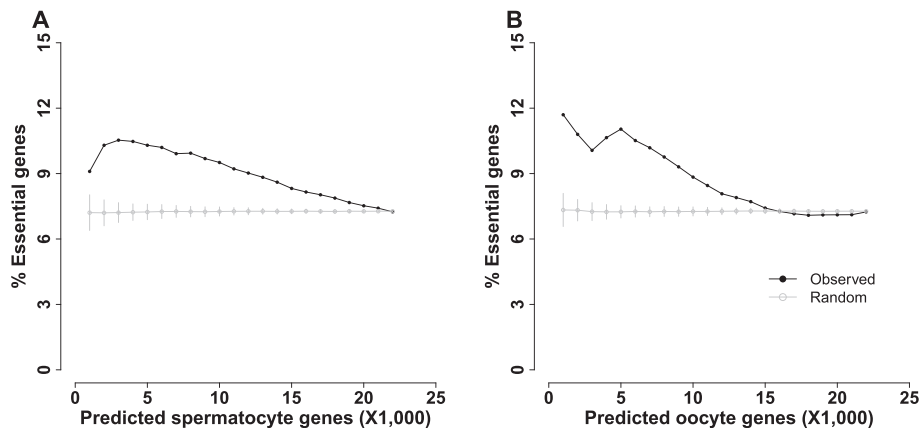 A
15
12
9
6
3
0
% Essential genes
0 5 10 15 20 25
Predicted spermatocyte genes (X1,000)
B
15
12
9
6
3
0
% Essential genes
Observed
Random
0 5 10 15 20 25
Predicted oocyte genes (X1,000)